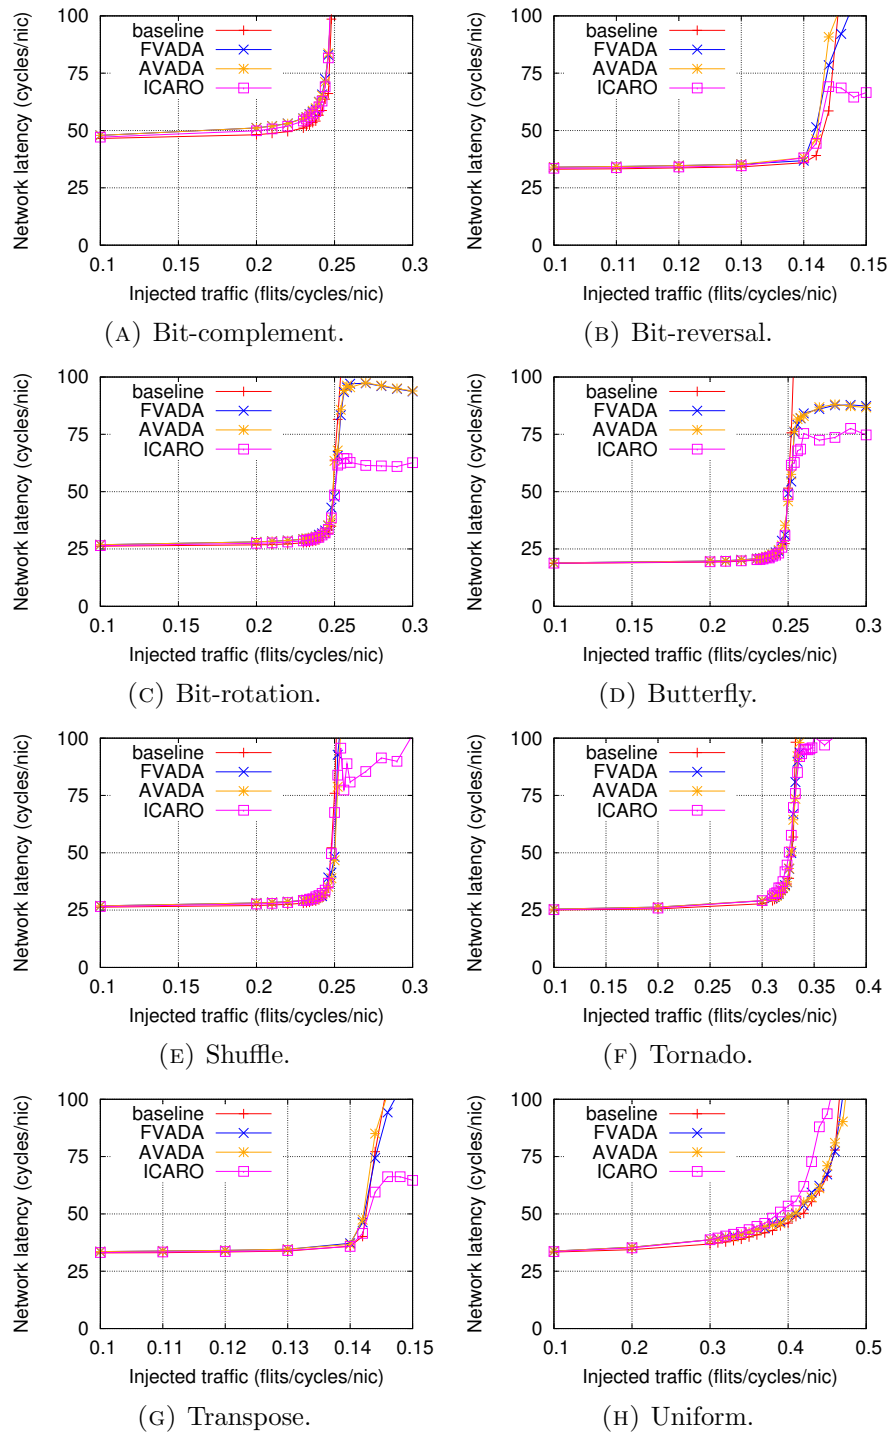 Network latency (cycles/nic)
100
75
50
25
0
baseline
FVADA
AVADA
ICARO
0.1 0.15 0.2 0.25 0.3
Injected traffic (flits/cycles/nic)
(A) Bit-complement.
Network latency (cycles/nic)
100
75
50
25
0
baseline
FVADA
AVADA
ICARO
0.1 0.11 0.12 0.13 0.14 0.15
Injected traffic (flits/cycles/nic)
(B) Bit-reversal.
Network latency (cycles/nic)
100
75
50
25
0
baseline
FVADA
AVADA
ICARO
0.1 0.15 0.2 0.25 0.3
Injected traffic (flits/cycles/nic)
(C) Bit-rotation.
Network latency (cycles/nic)
100
75
50
25
0
baseline
FVADA
AVADA
ICARO
0.1 0.15 0.2 0.25 0.3
Injected traffic (flits/cycles/nic)
(D) Butterfly.
Network latency (cycles/nic)
100
75
50
25
0
baseline
FVADA
AVADA
ICARO
0.1 0.15 0.2 0.25 0.3
Injected traffic (flits/cycles/nic)
(E) Shuffle.
Network latency (cycles/nic)
100
75
50
25
0
baseline
FVADA
AVADA
ICARO
0.1 0.15 0.2 0.25 0.3 0.35 0.4
Injected traffic (flits/cycles/nic)
(F) Tornado.
Network latency (cycles/nic)
100
75
50
25
0
baseline
FVADA
AVADA
ICARO
0.1 0.11 0.12 0.13 0.14 0.15
Injected traffic (flits/cycles/nic)
(G) Transpose.
Network latency (cycles/nic)
100
75
50
25
0
baseline
FVADA
AVADA
ICARO
0.1 0.2 0.3 0.4 0.5
Injected traffic (flits/cycles/nic)
(H) Uniform.